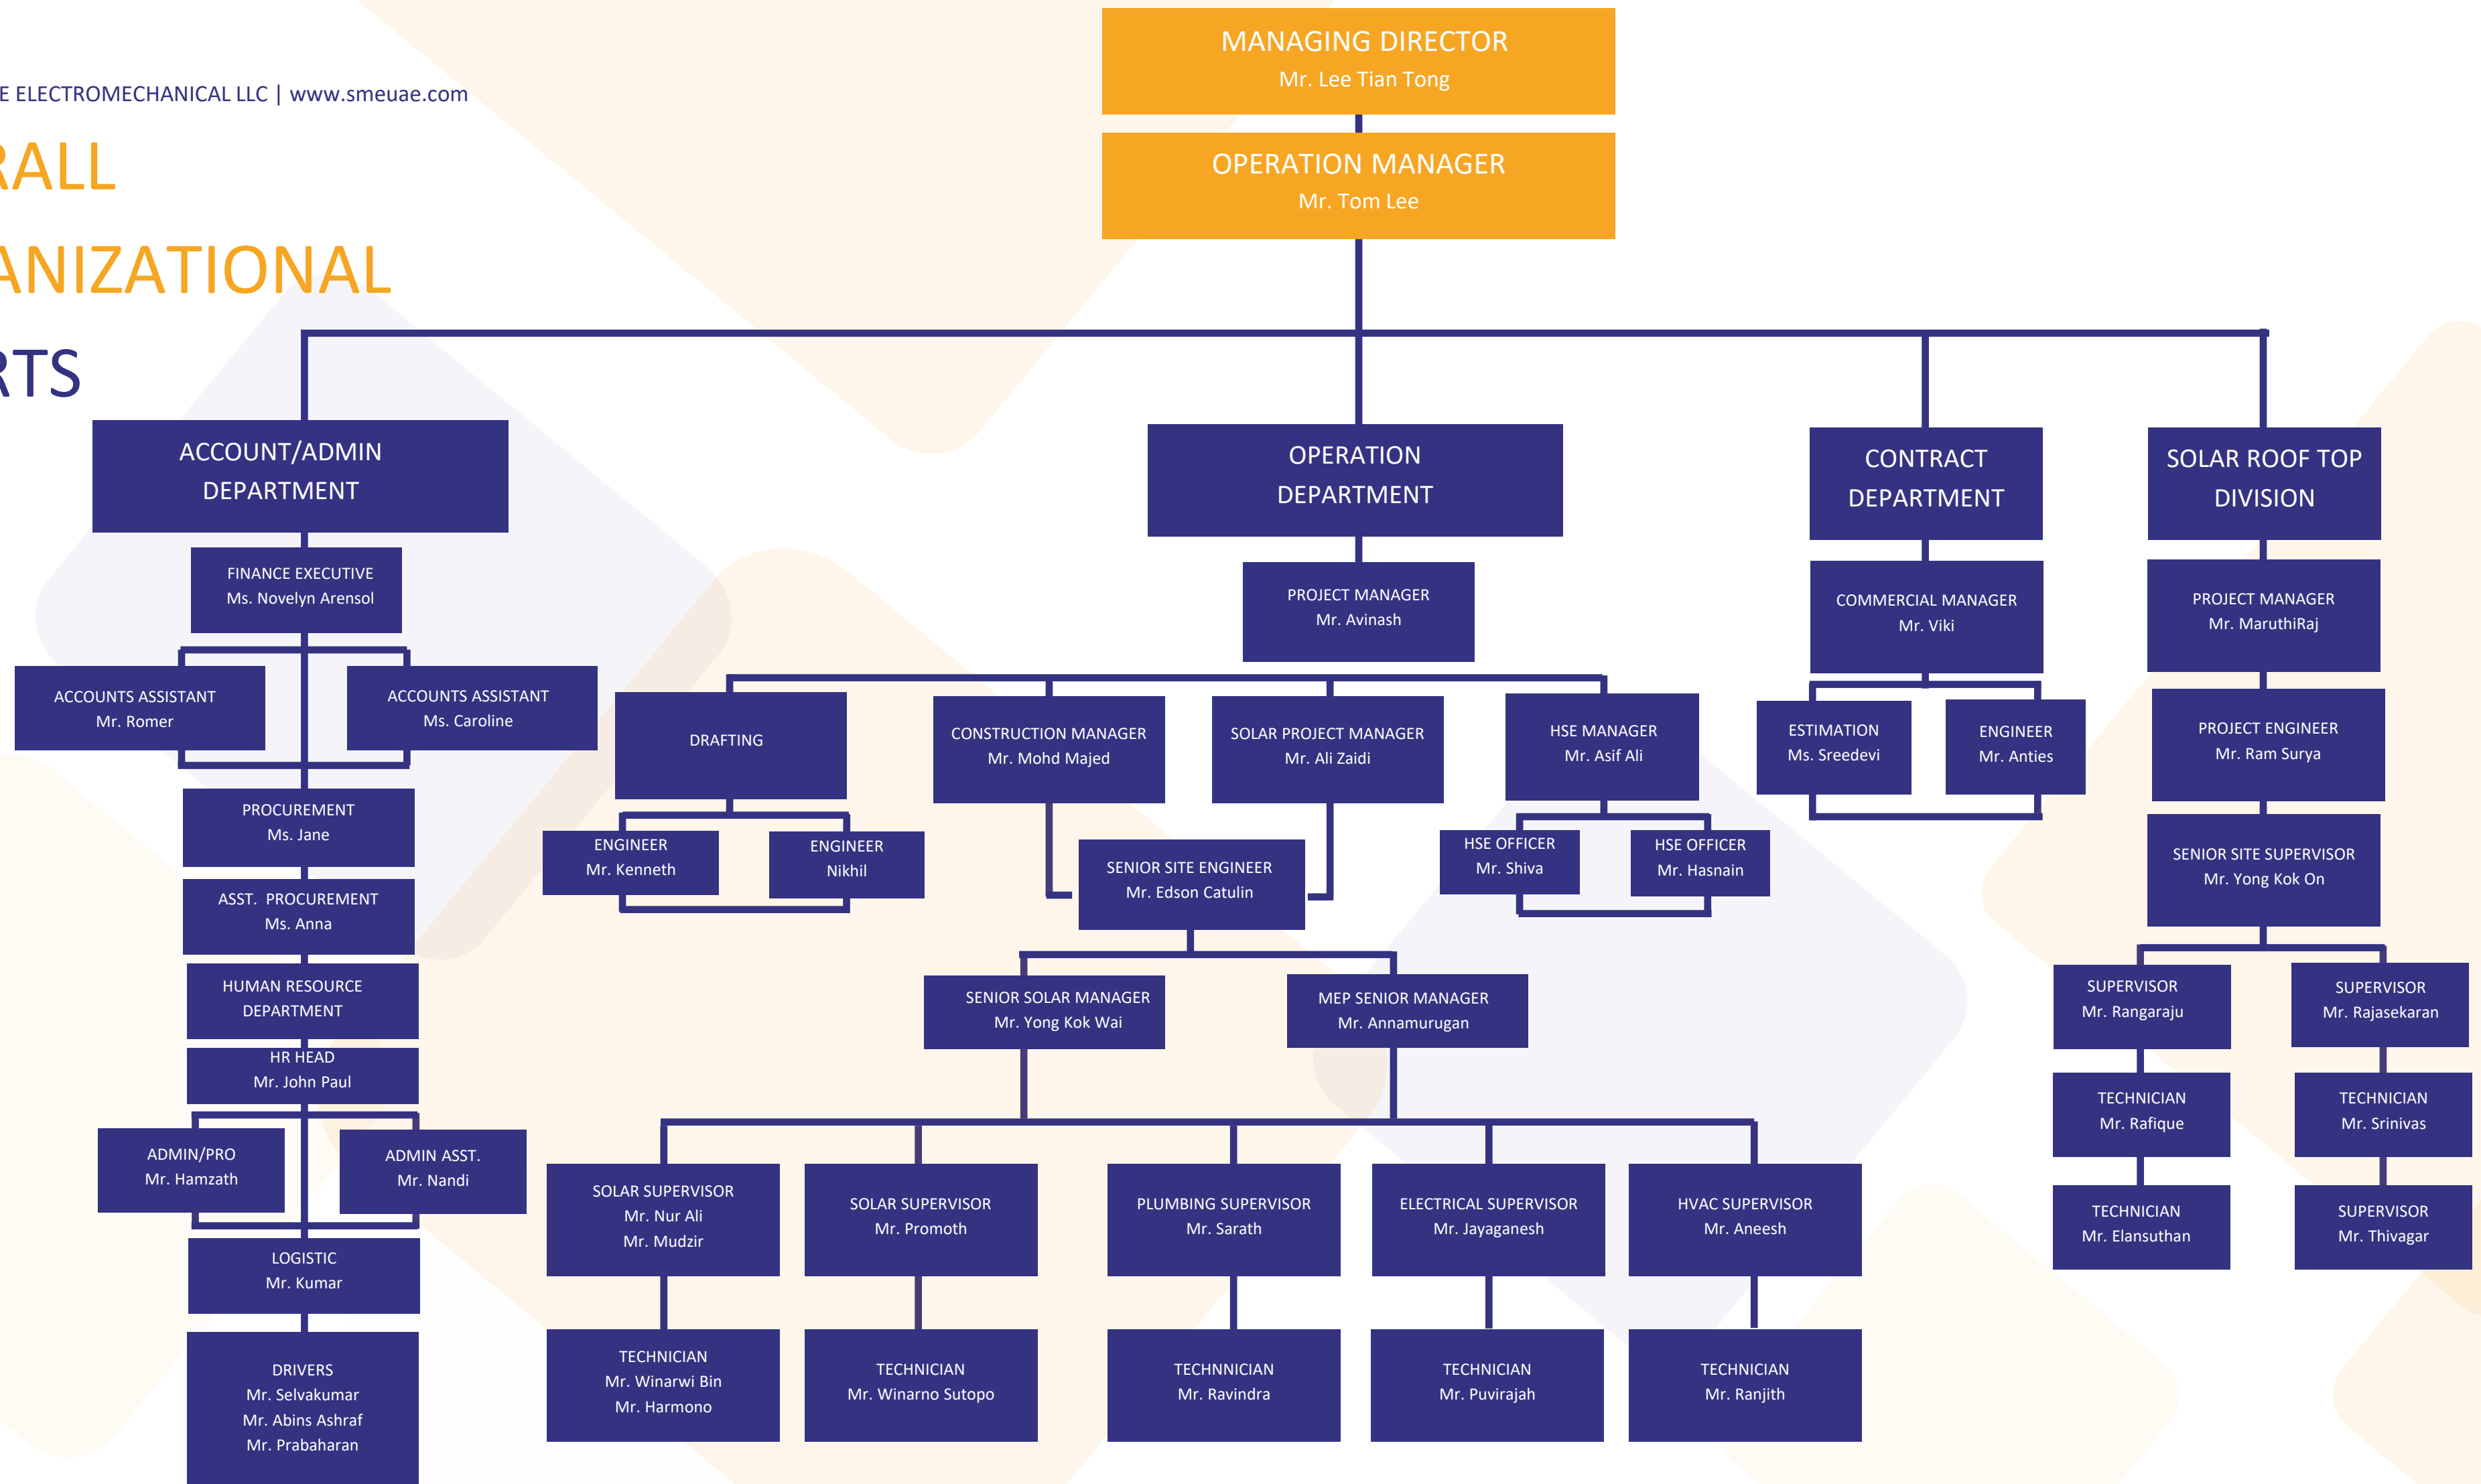 MANAGING DIRECTOR
Mr. Lee Tian Tong
E ELECTROMECHANICAL LLC | www.smeuae.com
RALL
ANIZATIONAL
RTS
OPERATION MANAGER
Mr. Tom Lee
ACCOUNT/ADMIN
DEPARTMENT
FINANCE EXECUTIVE
Ms. Novelyn Arensol
ACCOUNTS ASSISTANT
Mr. Romer
ACCOUNTS ASSISTANT
Ms. Caroline
PROCUREMENT
Ms. Jane
ASST. PROCUREMENT
Ms. Anna
HUMAN RESOURCE
DEPARTMENT
HR HEAD
Mr. John Paul
ADMIN/PRO
Mr. Hamzath
ADMIN ASST.
Mr. Nandi
LOGISTIC
Mr. Kumar
DRIVERS
Mr. Selvakumar
Mr. Abins Ashraf
Mr. Prabaharan
OPERATION
DEPARTMENT
PROJECT MANAGER
Mr. Avinash
DRAFTING
ENGINEER
Mr. Kenneth
ENGINEER
Nikhil
CONSTRUCTION MANAGER
Mr. Mohd Majed
SOLAR PROJECT MANAGER
Mr. Ali Zaidi
HSE MANAGER
Mr. Asif Ali
HSE OFFICER
Mr. Shiva
HSE OFFICER
Mr. Hasnain
SENIOR SITE ENGINEER
Mr. Edson Catulin
SENIOR SOLAR MANAGER
Mr. Yong Kok Wai
MEP SENIOR MANAGER
Mr. Annamurugan
SOLAR SUPERVISOR
Mr. Nur Ali
Mr. Mudzir
SOLAR SUPERVISOR
Mr. Promoth
PLUMBING SUPERVISOR
Mr. Sarath
ELECTRICAL SUPERVISOR
Mr. Jayaganesh
HVAC SUPERVISOR
Mr. Aneesh
TECHNICIAN
Mr. Winarwi Bin
Mr. Harmono
TECHNICIAN
Mr. Winarno Sutopo
TECHNNICIAN
Mr. Ravindra
TECHNICIAN
Mr. Puvirajah
TECHNICIAN
Mr. Ranjith
CONTRACT
DEPARTMENT
COMMERCIAL MANAGER
Mr. Viki
ESTIMATION
Ms. Sreedevi
ENGINEER
Mr. Anties
SOLAR ROOF TOP
DIVISION
PROJECT MANAGER
Mr. MaruthiRaj
PROJECT ENGINEER
Mr. Ram Surya
SENIOR SITE SUPERVISOR
Mr. Yong Kok On
SUPERVISOR
Mr. Rangaraju
SUPERVISOR
Mr. Rajasekaran
TECHNICIAN
Mr. Rafique
TECHNICIAN
Mr. Srinivas
TECHNICIAN
Mr. Elansuthan
SUPERVISOR
Mr. Thivagar